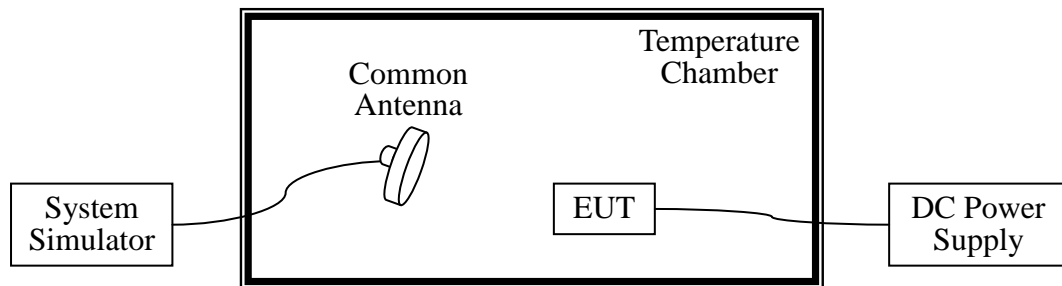 Temperature
Chamber
Common
Antenna
System
Simulator
EUT
DC Power
Supply